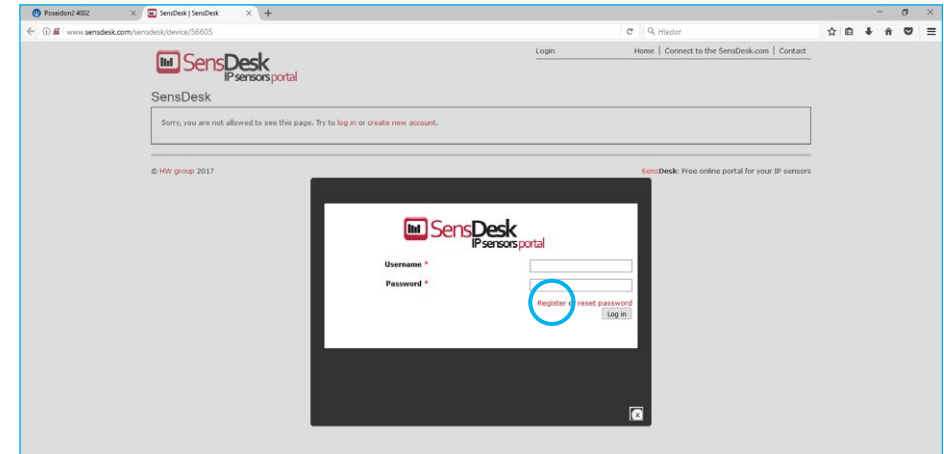 Poseidon2 4002
SensDesk | SensDesk
www.sensdesk.com/sensdesk/device/36605
Hledat
SensDesk
IP sensors portal
Login
Home | Connect to the SensDesk.com | Contact
SensDesk
Sorry, you are not allowed to see this page. Try to log in or create new account.
© HW group 2017
SensDesk: Free online portal for your IP sensors
SensDesk
IP sensors portal
Username *
Password *
Register or reset password
Log in
x